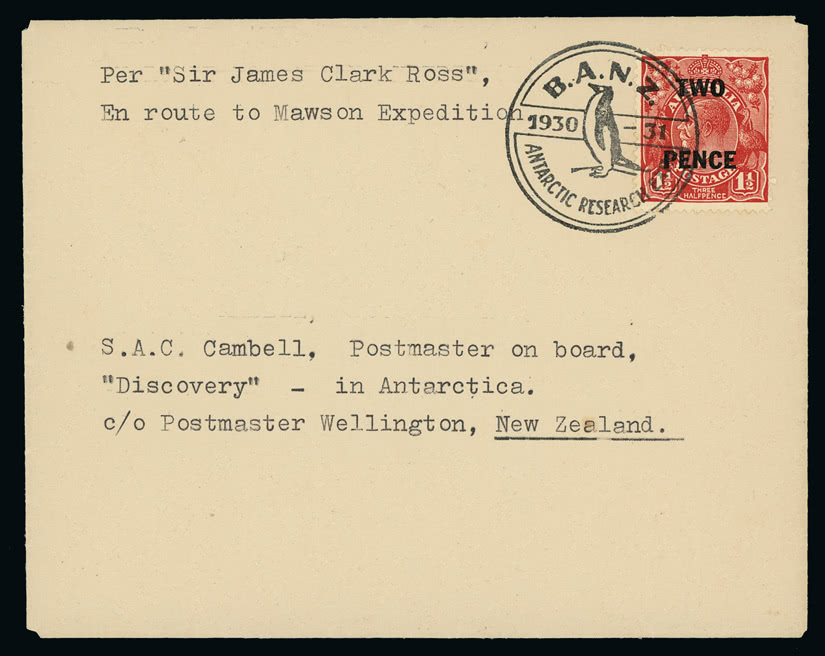 Per "Sir James Clark Ross",
En route to Mawson Expedition
B.A.N.Z.
1930 - 31
ANTARCTIC RESEARCH
TWO
PENCE
POSTAGE
1½ THREE HALFPENCE 1½
S.A.C. Cambell, Postmaster on board,
"Discovery" - in Antarctica.
c/o Postmaster Wellington, New Zealand.